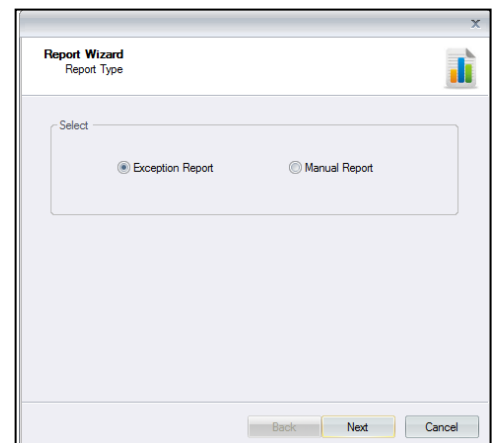 x
Report Wizard
Report Type
Select
Exception Report Manual Report
Back Next Cancel